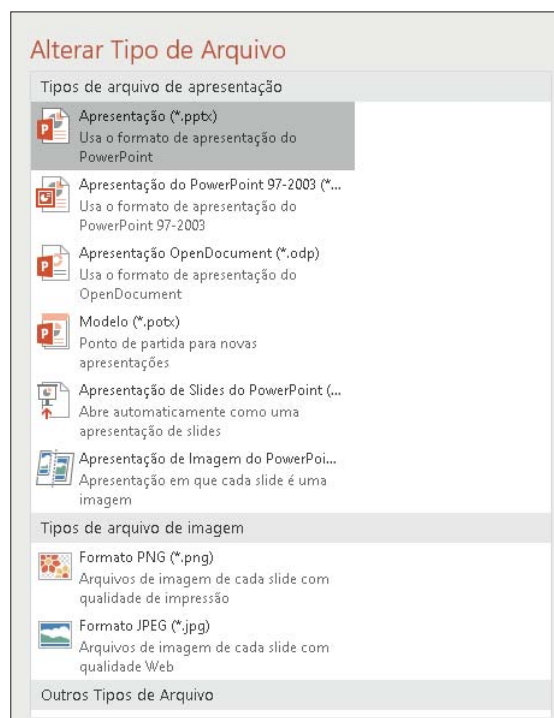 Alterar Tipo de Arquivo
Tipos de arquivo de apresentação
Apresentação (*.pptx)
Usa o formato de apresentação do
PowerPoint
Apresentação do PowerPoint 97-2003 (*...
Usa o formato de apresentação do
PowerPoint 97-2003
Apresentação OpenDocument (*.odp)
Usa o formato de apresentação do
OpenDocument
Modelo (*.potx)
Ponto de partida para novas
apresentações
Apresentação de Slides do PowerPoint (...
Abre automaticamente como uma
apresentação de slides
Apresentação de Imagem do PowerPoi...
Apresentação em que cada slide é uma
imagem
Tipos de arquivo de imagem
Formato PNG (*.png)
Arquivos de imagem de cada slide com
qualidade de impressão
Formato JPEG (*.jpg)
Arquivos de imagem de cada slide com
qualidade Web
Outros Tipos de Arquivo